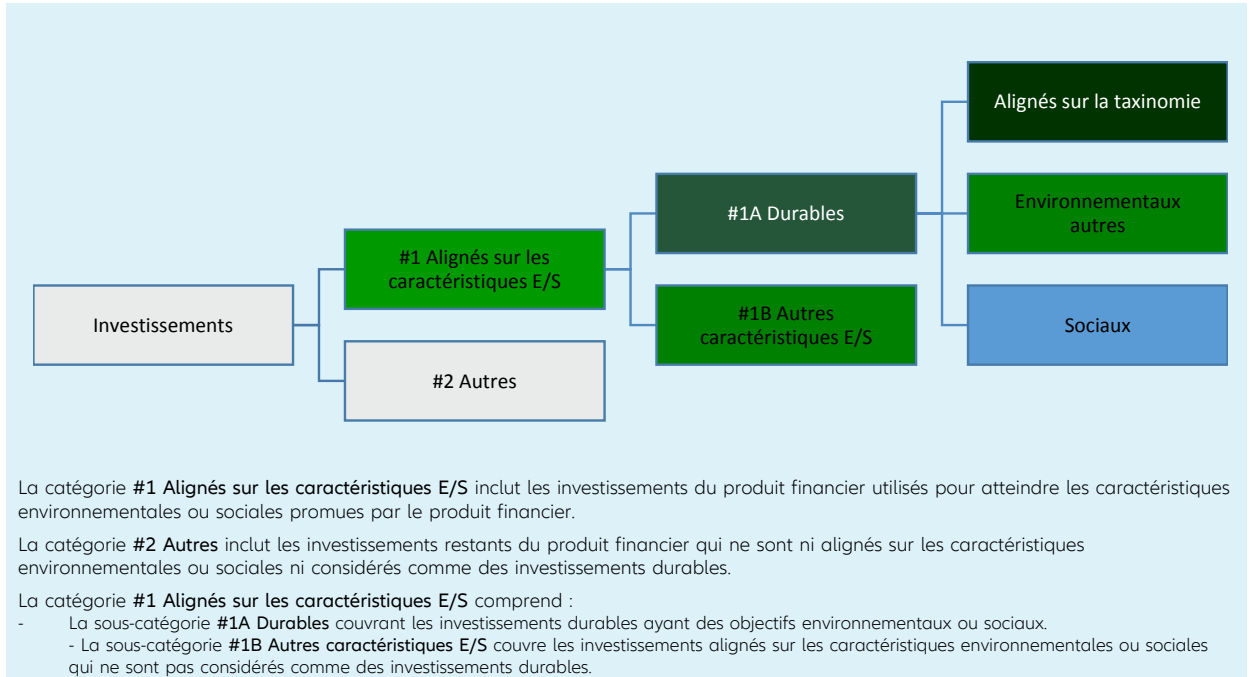 Alignés sur la taxinomie
#1A Durables
Environnementaux
autres
#1 Alignés sur les
caractéristiques E/S
Investissements
#1B Autres
caractéristiques E/S
Sociaux
#2 Autres
La catégorie #1 Alignés sur les caractéristiques E/S inclut les investissements du produit financier utilisés pour atteindre les caractéristiques
environnementales ou sociales promues par le produit financier.
La catégorie #2 Autres inclut les investissements restants du produit financier qui ne sont ni alignés sur les caractéristiques
environnementales ou sociales ni considérés comme des investissements durables.
La catégorie #1 Alignés sur les caractéristiques E/S comprend :
- La sous-catégorie #1A Durables couvrant les investissements durables ayant des objectifs environnementaux ou sociaux.
- La sous-catégorie #1B Autres caractéristiques E/S couvre les investissements alignés sur les caractéristiques environnementales ou sociales
qui ne sont pas considérés comme des investissements durables.